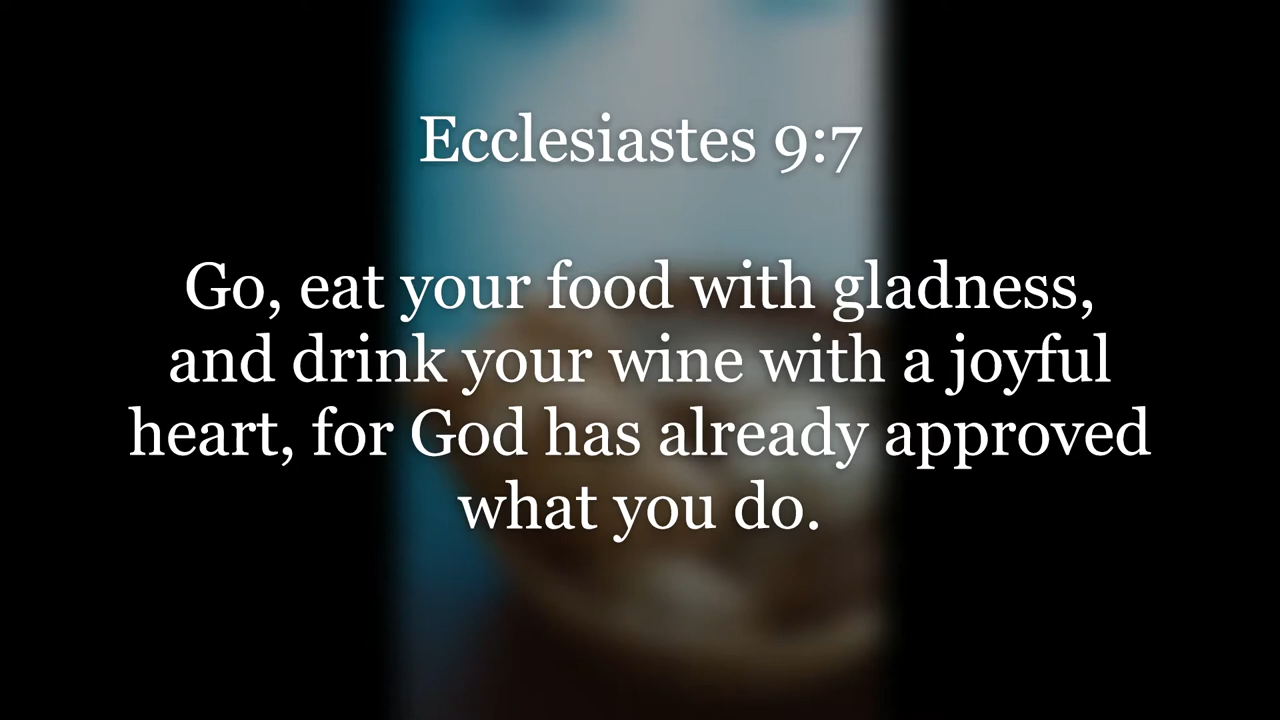 Ecclesiastes 9:7
Go, eat your food with gladness,
and drink your wine with a joyful
heart, for God has already approved
what you do.